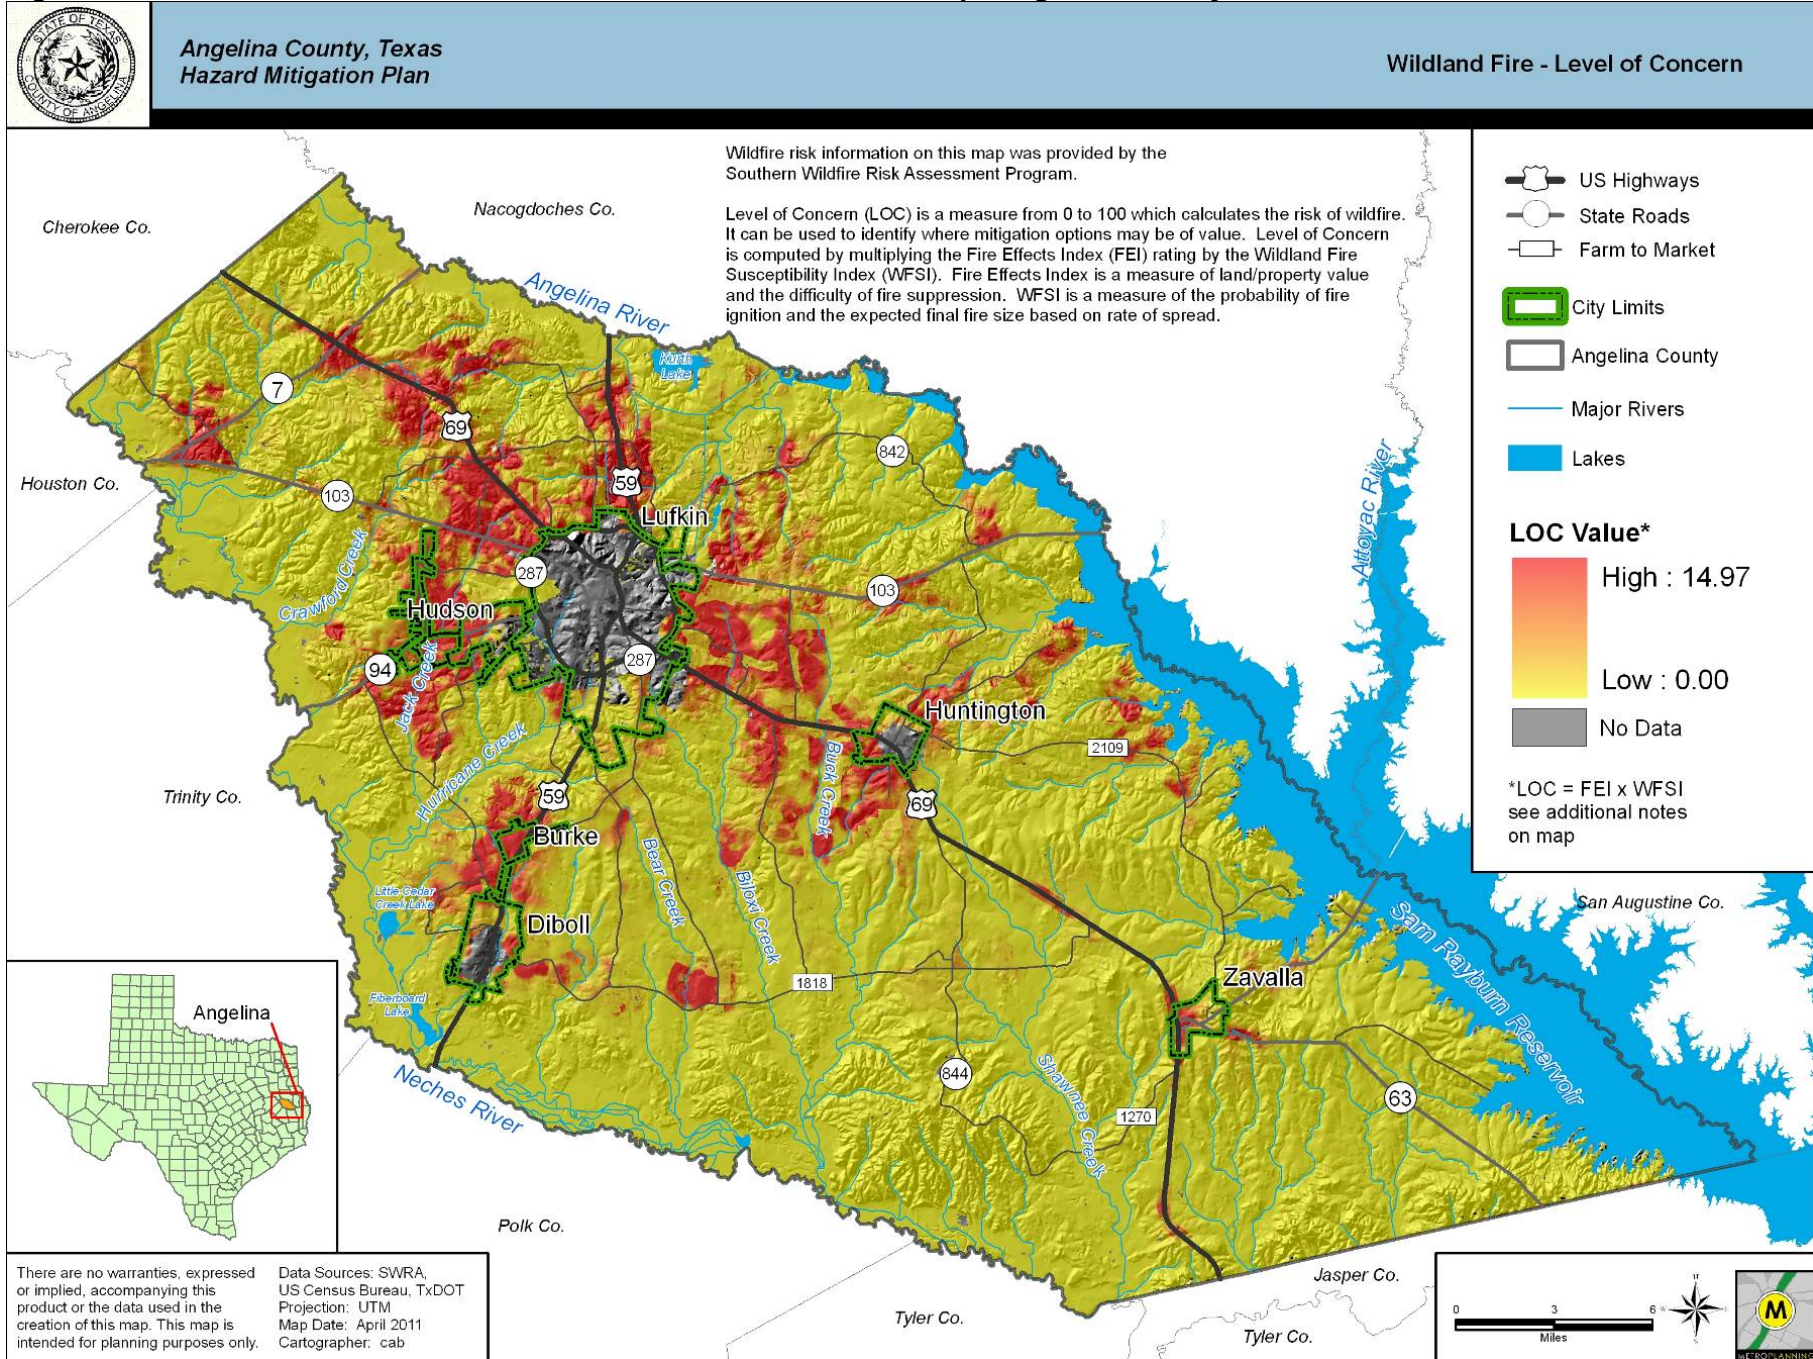 STATE OF TEXAS
COUNTY OF ANGELINA
Angelina County, Texas
Hazard Mitigation Plan
Wildland Fire - Level of Concern
Wildfire risk information on this map was provided by the
Southern Wildfire Risk Assessment Program.
Level of Concern (LOC) is a measure from 0 to 100 which calculates the risk of wildfire.
It can be used to identify where mitigation options may be of value. Level of Concern
is computed by multiplying the Fire Effects Index (FEI) rating by the Wildland Fire
Susceptibility Index (WFSI). Fire Effects Index is a measure of land/property value
and the difficulty of fire suppression. WFSI is a measure of the probability of fire
ignition and the expected final fire size based on rate of spread.
US Highways
State Roads
Farm to Market
City Limits
Angelina County
Major Rivers
Lakes
LOC Value*
High : 14.97
Low : 0.00
No Data
*LOC = FEI x WFSI
see additional notes
on map
Cherokee Co.
Nacogdoches Co.
Angelina River
Kurth
Lake
7
69
842
Houston Co.
59
103
Lufkin
Attoyac River
Crawford Creek
287
103
Hudson
94
287
Jack Creek
Huntington
Hurricane Creek
Buck Creek
2109
Trinity Co.
59
69
Burke
Bear Creek
Biloxi Creek
Little Cedar
Creek Lake
Diboll
San Augustine Co.
Sam Rayburn Reservoir
1818
Zavalla
Fiberboard
Lake
Angelina
Neches River
844
Shawnee Creek
1270
63
Polk Co.
Jasper Co.
Tyler Co.
Tyler Co.
There are no warranties, expressed
or implied, accompanying this
product or the data used in the
creation of this map. This map is
intended for planning purposes only.
Data Sources: SWRA,
US Census Bureau, TxDOT
Projection: UTM
Map Date: April 2011
Cartographer: cab
0 3 6
Miles
N
W
E
S
M
METROPLANNING